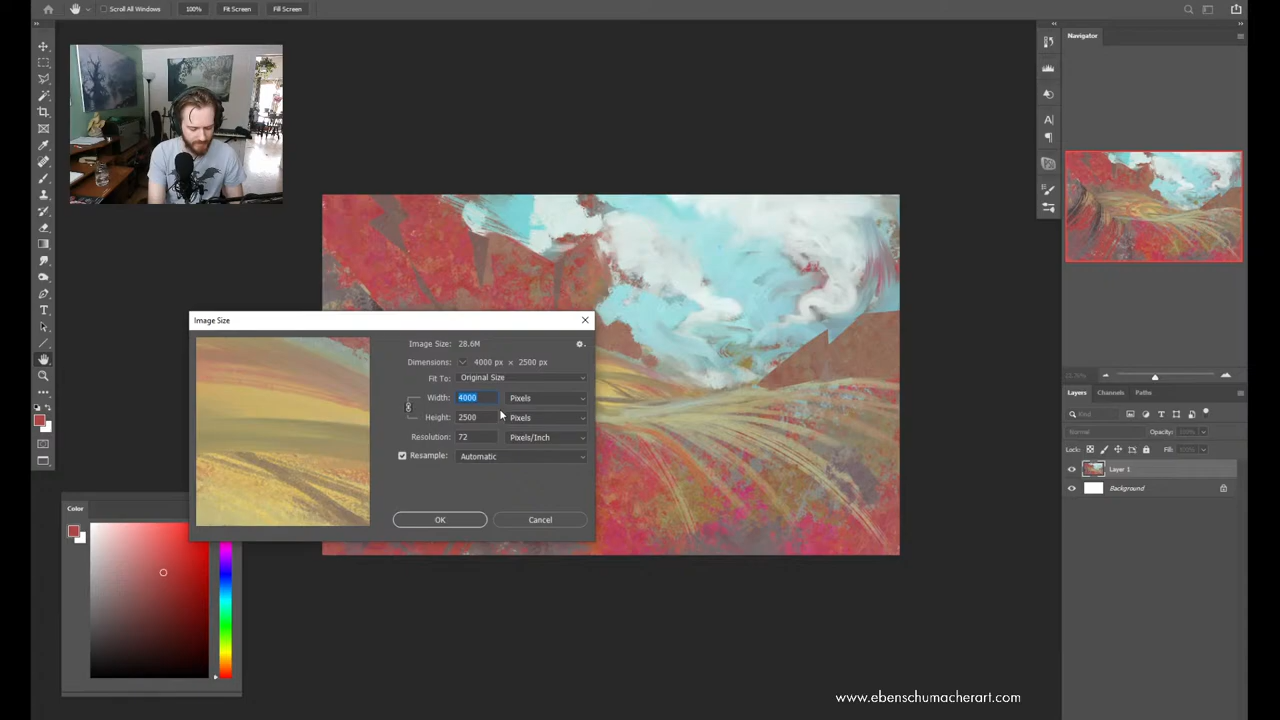 Scroll All Windows 100% Fit Screen Fill Screen
Navigator
Image Size
Image Size: 28.6M
Dimensions: 4000 px × 2500 px
Fit To: Original Size
Width: 4000 Pixels
Height: 2500 Pixels
Resolution: 72 Pixels/Inch
Resample: Automatic
OK Cancel
Layers Channels Paths
Kind
Normal Opacity:
Lock: Fill:
Layer 1
Background
Color
www.ebenschumacherart.com